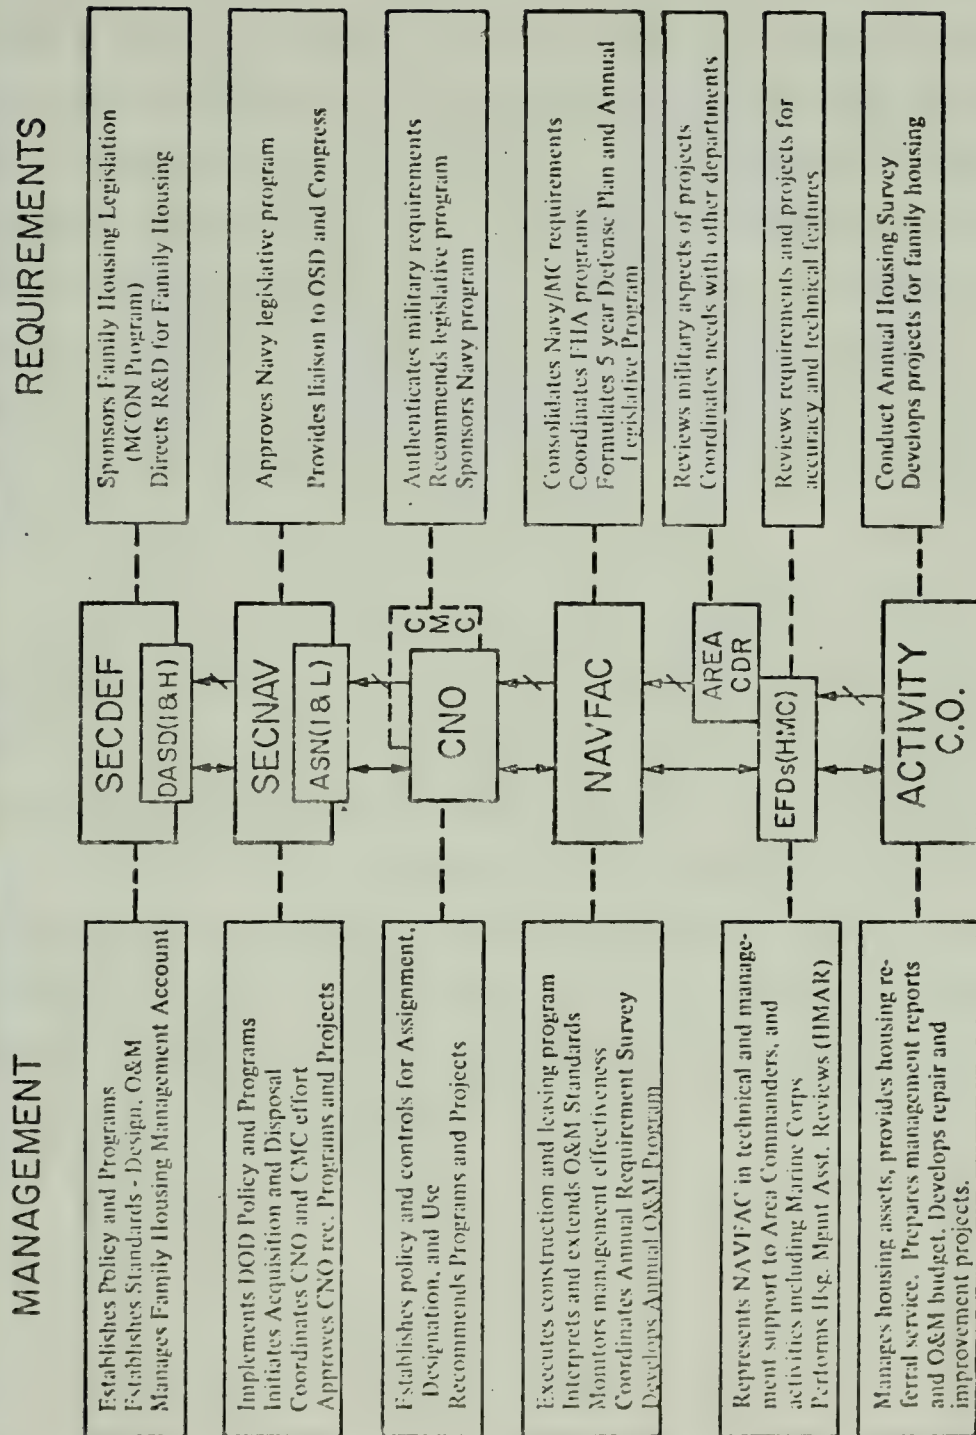 MANAGEMENT
REQUIREMENTS
Establishes Policy and Programs
Establishes Standards - Design, O&M
Manages Family Housing Management Account
SECDEF
DASD(I&H)
Sponsors Family Housing Legislation
(MCON Program)
Directs R&D for Family Housing
Implements DOD Policy and Programs
Initiates Acquisition and Disposal
Coordinates CNO and CMC effort
Approves CNO rec. Programs and Projects
SECNAV
ASN(I&L)
Approves Navy legislative program
Provides liaison to OSD and Congress
Establishes policy and controls for Assignment,
Designation, and Use
Recommends Programs and Projects
CMC
CNO
Authenticates military requirements
Recommends legislative program
Sponsors Navy program
Executes construction and leasing program
Interprets and extends O&M Standards
Monitors management effectiveness
Coordinates Annual Requirement Survey
Develops Annual O&M Program
NAVFAC
Consolidates Navy/MC requirements
Coordinates FHA programs
Formulates 5 year Defense Plan and Annual
Legislative Program
AREA
CDR
Reviews military aspects of projects
Coordinates needs with other departments
Represents NAVFAC in technical and manage-
ment support to Area Commanders, and
activities including Marine Corps
Performs Hsg. Mgmt Asst. Reviews (HMAR)
EFDs(HMC)
Reviews requirements and projects for
accuracy and technical features
Manages housing assets, provides housing re-
ferral service. Prepares management reports
and O&M budget. Develops repair and
improvement projects.
ACTIVITY
C.O.
Conduct Annual Housing Survey
Develops projects for family housing